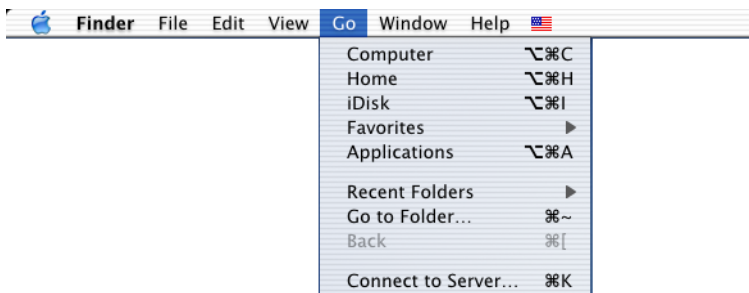 Finder File Edit View Go Window Help
Computer ⌥⌘C
Home ⌥⌘H
iDisk ⌥⌘I
Favorites ▶
Applications ⌥⌘A
Recent Folders ▶
Go to Folder... ⌘~
Back ⌘[
Connect to Server... ⌘K